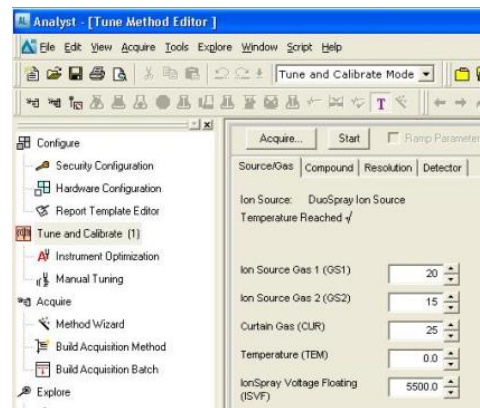 Analyst - [Tune Method Editor ]
File Edit View Acquire Tools Explore Window Script Help
Tune and Calibrate Mode
Configure
Security Configuration
Hardware Configuration
Report Template Editor
Tune and Calibrate (1)
Instrument Optimization
Manual Tuning
Acquire
Method Wizard
Build Acquisition Method
Build Acquisition Batch
Explore
Acquire... Start Ramp Parameter
Source/Gas Compound Resolution Detector
Ion Source: DuoSpray Ion Source
Temperature Reached √
Ion Source Gas 1 (GS1) 20
Ion Source Gas 2 (GS2) 15
Curtain Gas (CUR) 25
Temperature (TEM) 0.0
IonSpray Voltage Floating 5500.0
(ISVF)